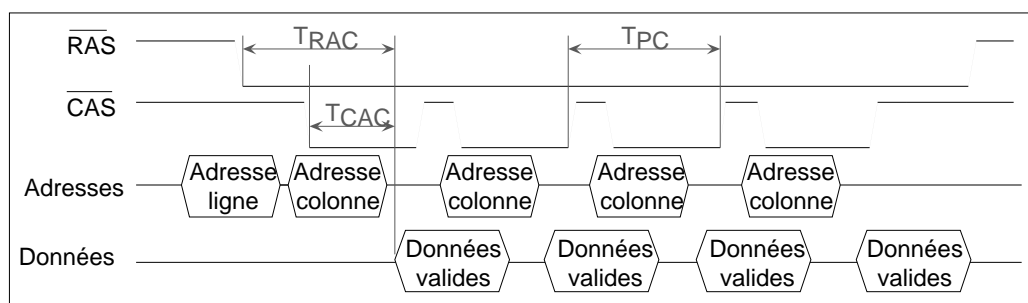 RAS
TRAC
TPC
CAS
TCAC
Adresses
Adresse
ligne
Adresse
colonne
Adresse
colonne
Adresse
colonne
Adresse
colonne
Données
Données
valides
Données
valides
Données
valides
Données
valides